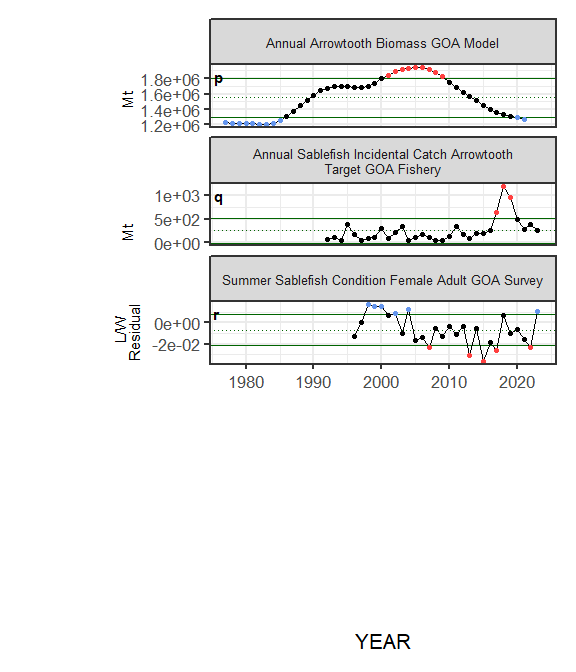 Annual Arrowtooth Biomass GOA Model
p
Mt
1.8e+06
1.6e+06
1.4e+06
1.2e+06
Annual Sablefish Incidental Catch Arrowtooth
Target GOA Fishery
q
Mt
1e+03
5e+02
0e+00
Summer Sablefish Condition Female Adult GOA Survey
r
L/W
Residual
0e+00
-2e-02
1980 1990 2000 2010 2020
YEAR